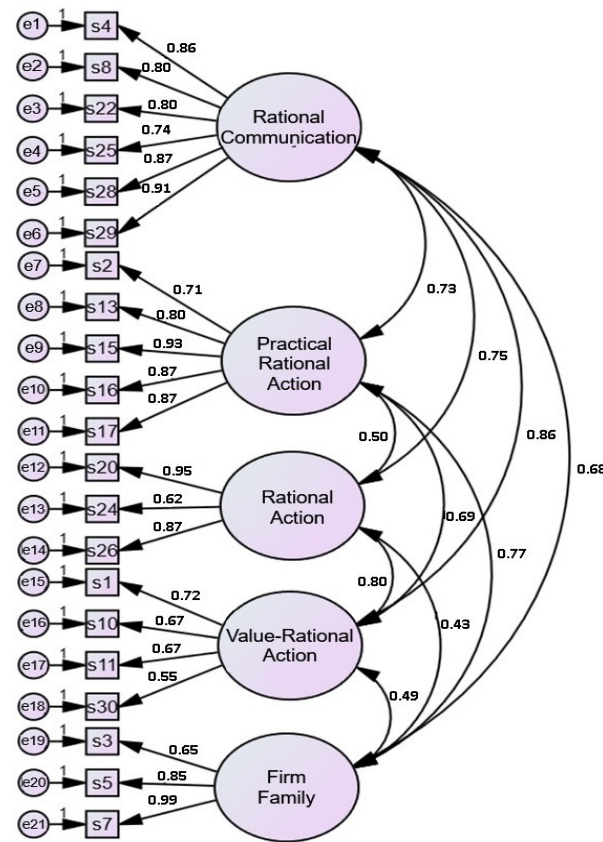 e1 1 s4
0.86
e2 1 s8
0.80
e3 1 s22
0.80
e4 1 s25
0.74
e5 1 s28
0.87
e6 1 s29
0.91
Rational
Communication
e7 1 s2
0.71
e8 1 s13
0.80
e9 1 s15
0.93
e10 1 s16
0.87
e11 1 s17
0.87
Practical
Rational
Action
e12 1 s20
0.95
e13 1 s24
0.62
e14 1 s26
0.87
Rational
Action
e15 1 s1
0.72
e16 1 s10
0.67
e17 1 s11
0.67
e18 1 s30
0.55
Value-Rational
Action
e19 1 s3
0.65
e20 1 s5
0.85
e21 1 s7
0.99
Firm
Family
0.73
0.75
0.86
0.68
0.50
0.69
0.77
0.80
0.43
0.49